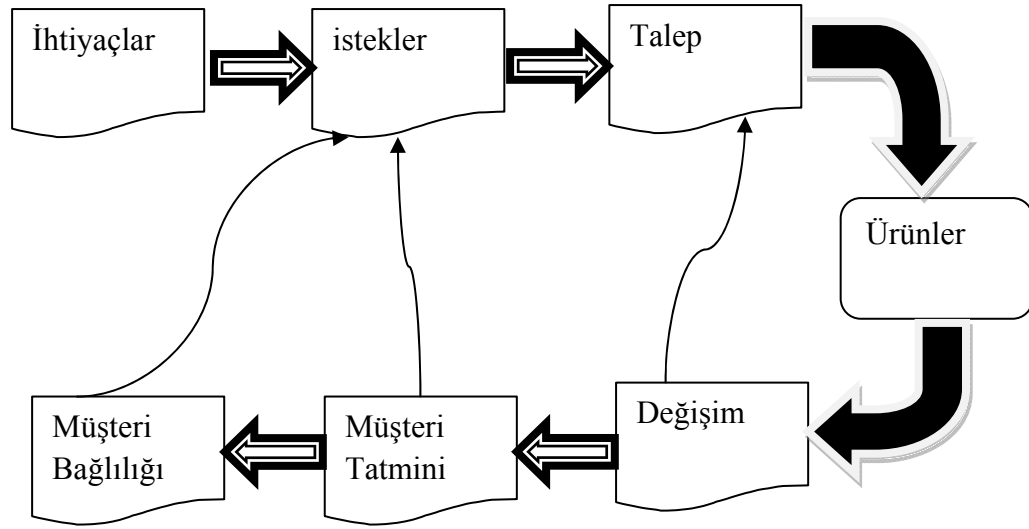 İhtiyaçlar
istekler
Talep
Ürünler
Değişim
Müşteri
Tatmini
Müşteri
Bağlılığı